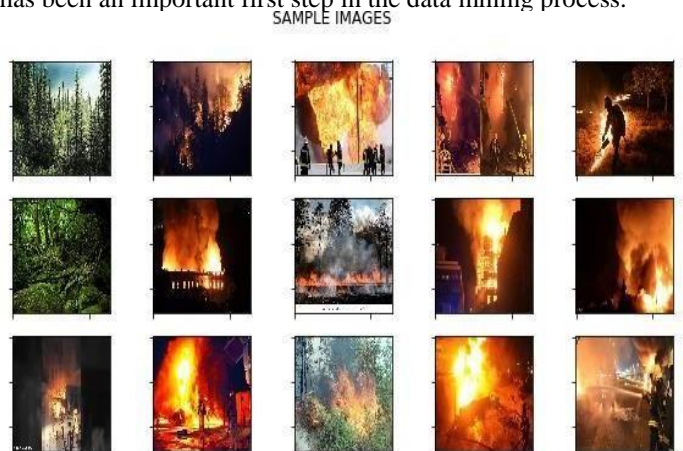 has been an important first step in the data mining process.
SAMPLE IMAGES